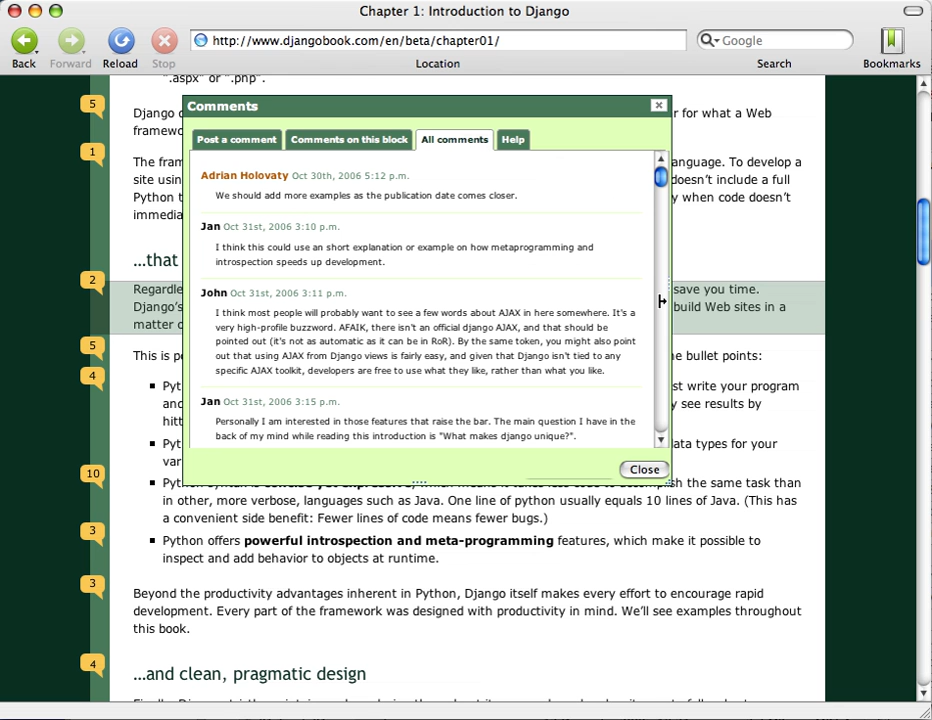 Chapter 1: Introduction to Django
http://www.djangobook.com/en/beta/chapter01/
Google
Back
Forward
Reload
Stop
Location
Search
Bookmarks
".aspx" or ".php".
5
Django
r for what a Web
framewo
1
The fram
anguage. To develop a
site usin
doesn't include a full
Python t
y when code doesn't
immedia
...that
2
Regardle
save you time.
Django's
build Web sites in a
matter o
5
This is p
he bullet points:
4
Pyt
st write your program
and
y see results by
hitt
Pyt
ata types for your
var
10
in other, more verbose, languages such as Java. One line of python usually equals 10 lines of Java. (This has
a convenient side benefit: Fewer lines of code means fewer bugs.)
3
Python offers powerful introspection and meta-programming features, which make it possible to
inspect and add behavior to objects at runtime.
3
Beyond the productivity advantages inherent in Python, Django itself makes every effort to encourage rapid
development. Every part of the framework was designed with productivity in mind. We'll see examples throughout
this book.
4
...and clean, pragmatic design
Comments
Post a comment
Comments on this block
All comments
Help
Adrian Holovaty Oct 30th, 2006 5:12 p.m.
We should add more examples as the publication date comes closer.
Jan Oct 31st, 2006 3:10 p.m.
I think this could use an short explanation or example on how metaprogramming and
introspection speeds up development.
John Oct 31st, 2006 3:11 p.m.
I think most people will probably want to see a few words about AJAX in here somewhere. It's a
very high-profile buzzword. AFAIK, there isn't an official django AJAX, and that should be
pointed out (it's not as automatic as it can be in RoR). By the same token, you might also point
out that using AJAX from Django views is fairly easy, and given that Django isn't tied to any
specific AJAX toolkit, developers are free to use what they like, rather than what you like.
Jan Oct 31st, 2006 3:15 p.m.
Personally I am interested in those features that raise the bar. The main question I have in the
back of my mind while reading this introduction is "What makes django unique?".
Close